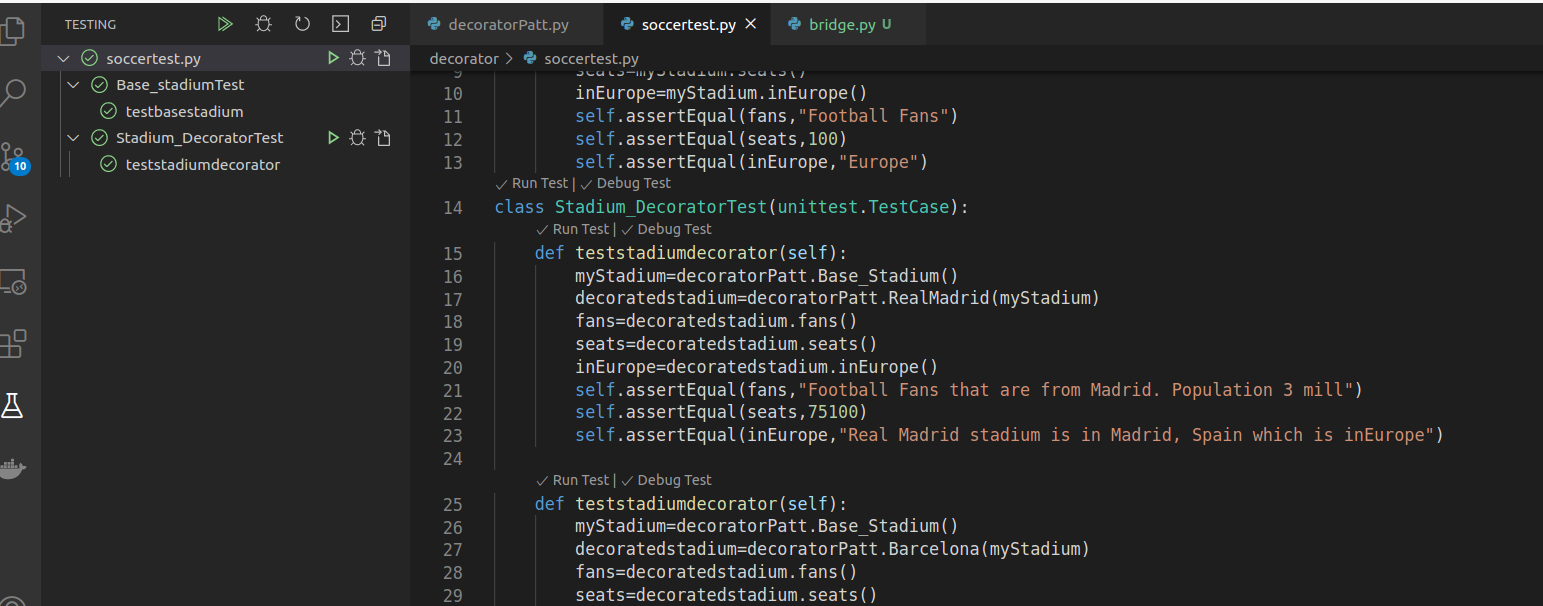 TESTING
soccertest.py
Base_stadiumTest
testbasestadium
Stadium_DecoratorTest
teststadiumdecorator
10
decoratorPatt.py
soccertest.py
bridge.py U
decorator > soccertest.py
9 seats=myStadium.seats()
10 inEurope=myStadium.inEurope()
11 self.assertEqual(fans,"Football Fans")
12 self.assertEqual(seats,100)
13 self.assertEqual(inEurope,"Europe")
Run Test | Debug Test
14 class Stadium_DecoratorTest(unittest.TestCase):
Run Test | Debug Test
15 def teststadiumdecorator(self):
16 myStadium=decoratorPatt.Base_Stadium()
17 decoratedstadium=decoratorPatt.RealMadrid(myStadium)
18 fans=decoratedstadium.fans()
19 seats=decoratedstadium.seats()
20 inEurope=decoratedstadium.inEurope()
21 self.assertEqual(fans,"Football Fans that are from Madrid. Population 3 mill")
22 self.assertEqual(seats,75100)
23 self.assertEqual(inEurope,"Real Madrid stadium is in Madrid, Spain which is inEurope")
24
Run Test | Debug Test
25 def teststadiumdecorator(self):
26 myStadium=decoratorPatt.Base_Stadium()
27 decoratedstadium=decoratorPatt.Barcelona(myStadium)
28 fans=decoratedstadium.fans()
29 seats=decoratedstadium.seats()